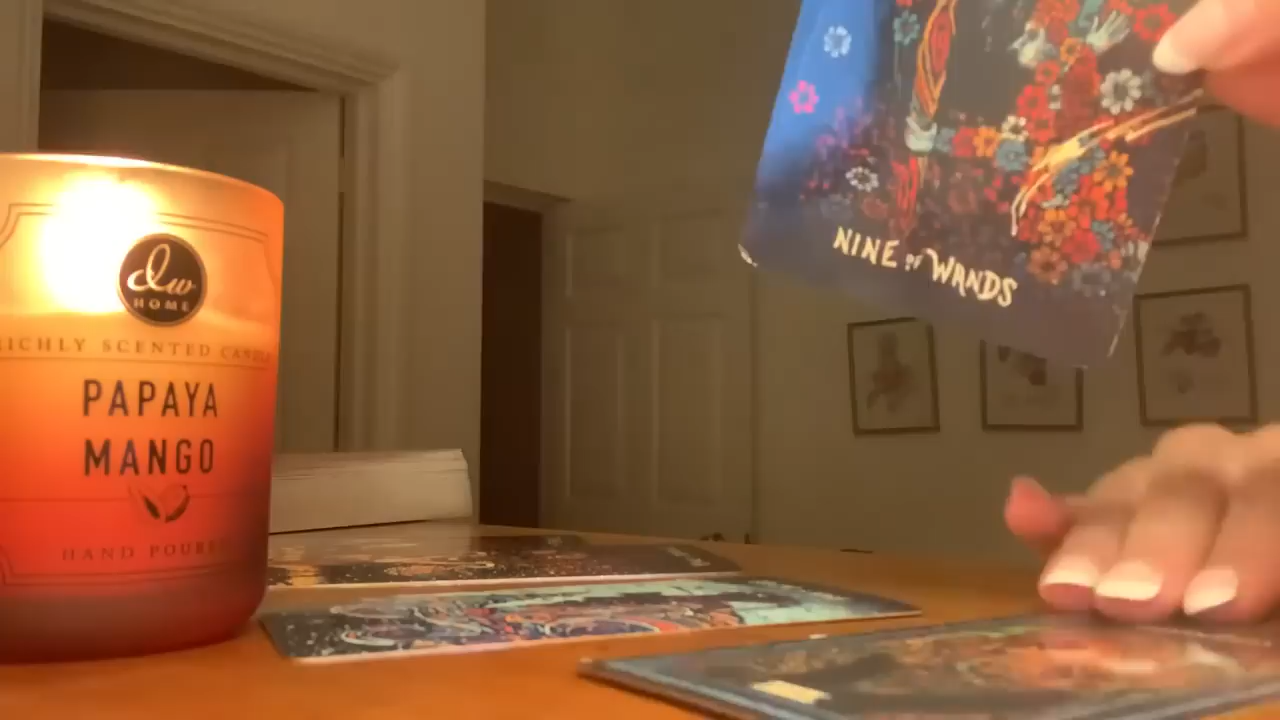 dw
HOME
RICHLY SCENTED CANDLE
PAPAYA
MANGO
HAND POURED
NINE OF WANDS